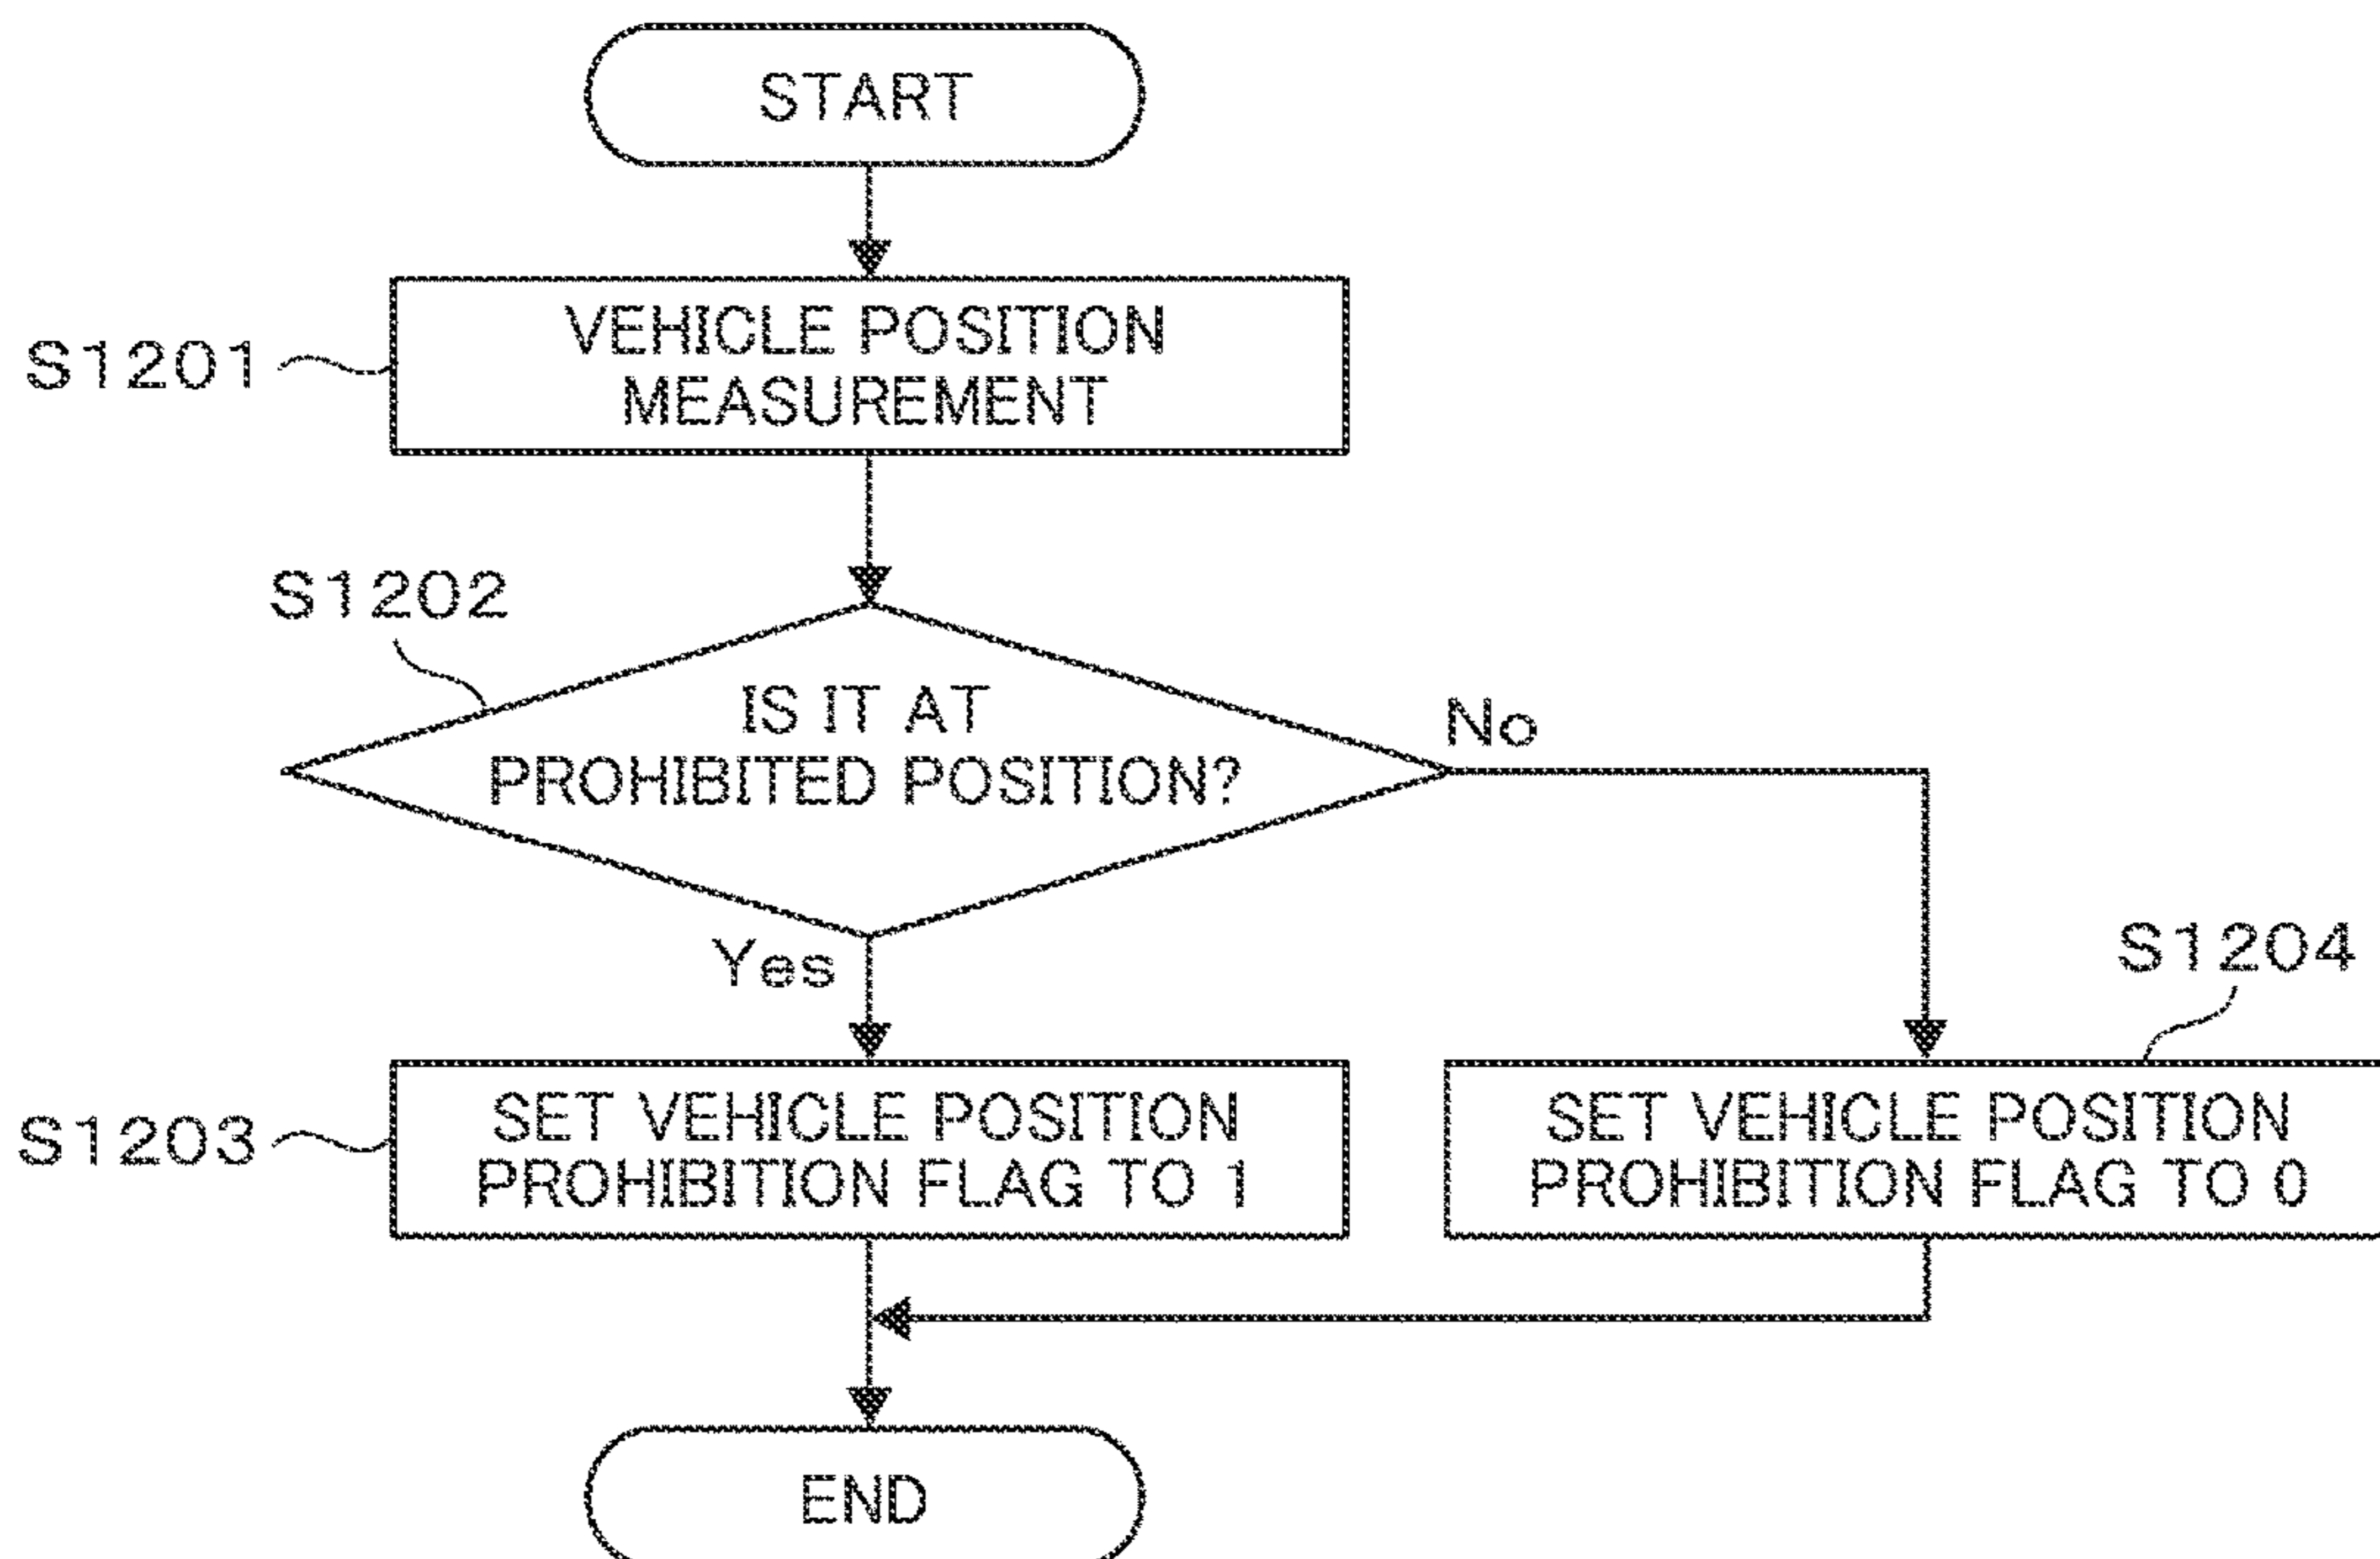 START
S1201
VEHICLE POSITION
MEASUREMENT
S1202
IS IT AT
PROHIBITED POSITION?
No
Yes
S1203
SET VEHICLE POSITION
PROHIBITION FLAG TO 1
S1204
SET VEHICLE POSITION
PROHIBITION FLAG TO 0
END